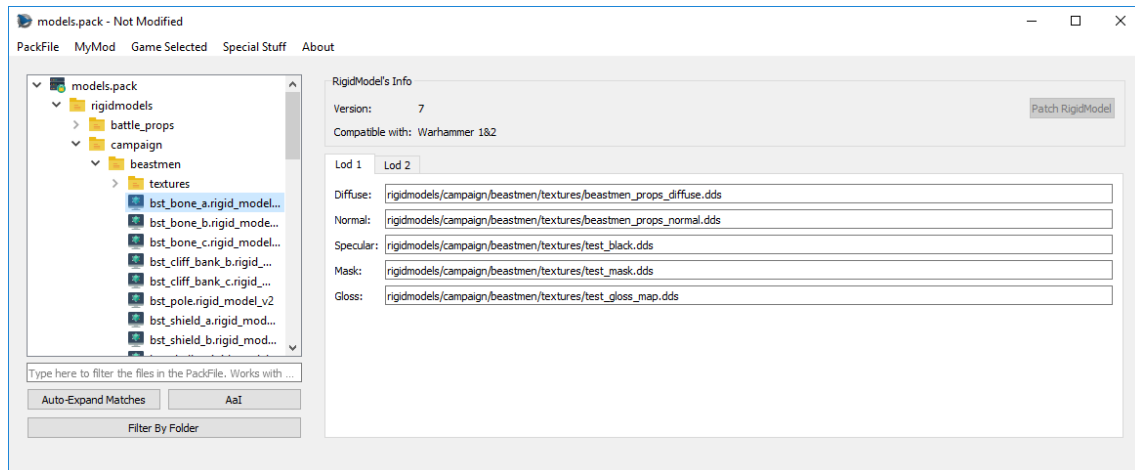 models.pack - Not Modified
PackFile MyMod Game Selected Special Stuff About
models.pack
rigidmodels
battle_props
campaign
beastmen
textures
bst_bone_a.rigid_model...
bst_bone_b.rigid_mode...
bst_bone_c.rigid_model...
bst_cliff_bank_b.rigid_...
bst_cliff_bank_c.rigid_...
bst_pole.rigid_model_v2
bst_shield_a.rigid_mod...
bst_shield_b.rigid_mod...
Type here to filter the files in the PackFile. Works with ...
Auto-Expand Matches AaI
Filter By Folder
RigidModel's Info
Version: 7
Patch RigidModel
Compatible with: Warhammer 1&2
Lod 1 Lod 2
Diffuse: rigidmodels/campaign/beastmen/textures/beastmen_props_diffuse.dds
Normal: rigidmodels/campaign/beastmen/textures/beastmen_props_normal.dds
Specular: rigidmodels/campaign/beastmen/textures/test_black.dds
Mask: rigidmodels/campaign/beastmen/textures/test_mask.dds
Gloss: rigidmodels/campaign/beastmen/textures/test_gloss_map.dds